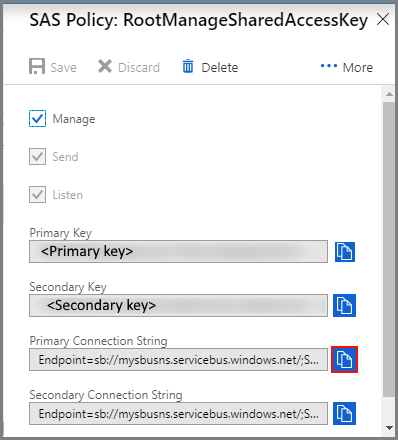 SAS Policy: RootManageSharedAccessKey
Save Discard Delete ••• More
Manage
Send
Listen
Primary Key
<Primary key>
Secondary Key
<Secondary key>
Primary Connection String
Endpoint=sb://mysbusns.servicebus.windows.net/;S...
Secondary Connection String
Endpoint=sb://mysbusns.servicebus.windows.net/;S...